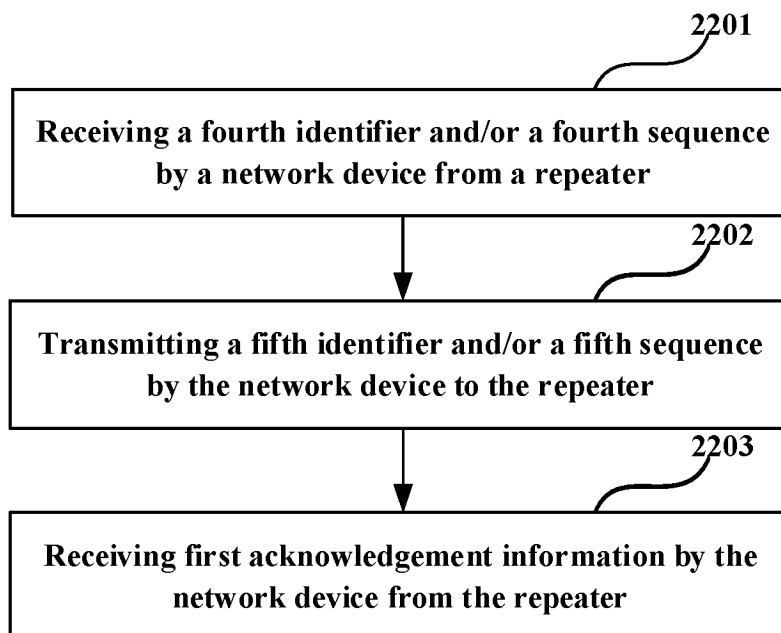 2201
Receiving a fourth identifier and/or a fourth sequence
by a network device from a repeater
2202
Transmitting a fifth identifier and/or a fifth sequence
by the network device to the repeater
2203
Receiving first acknowledgement information by the
network device from the repeater